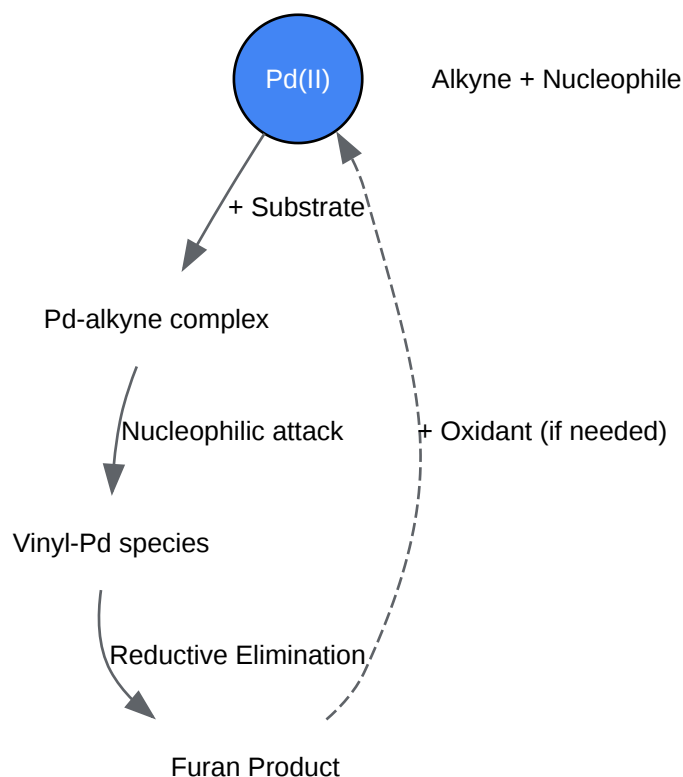 Pd(II)
Alkyne + Nucleophile
+ Substrate
Pd-alkyne complex
Nucleophilic attack
+ Oxidant (if needed)
Vinyl-Pd species
Reductive Elimination
Furan Product